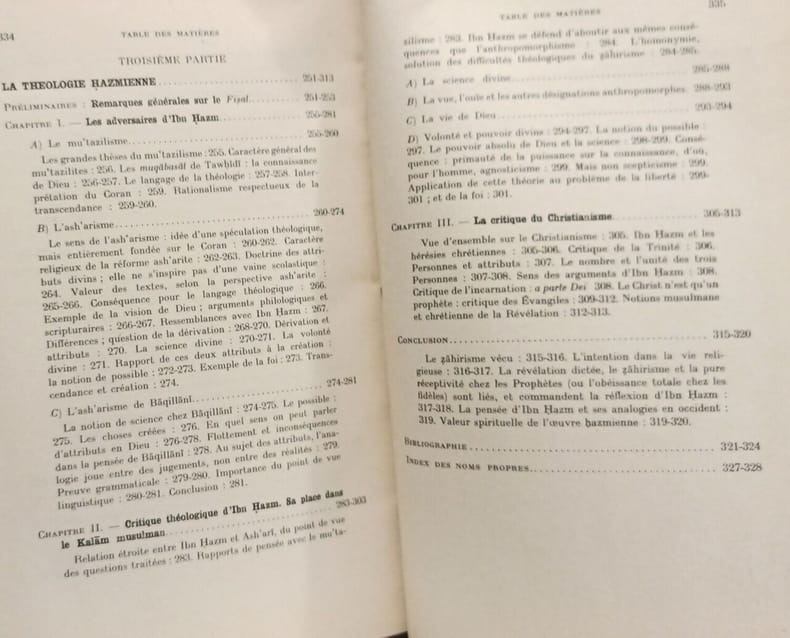 334
TABLE DES MATIÈRES
TROISIÈME PARTIE
LA THEOLOGIE ḤAZMIENNE 251-313
PRÉLIMINAIRES : Remarques générales sur le Fiṣal 251-253
CHAPITRE I. — Les adversaires d'Ibn Ḥazm 255-281
A) Le mu'tazilisme 255-260
Les grandes thèses du mu'tazilisme : 255. Caractère général des
mu'tazilites : 256. Les muqābasāt de Tawḥīdī : la connaissance
de Dieu : 256-257. Le langage de la théologie : 257-258. Inter-
prétation du Coran : 259. Rationalisme respectueux de la
transcendance : 259-260.
B) L'ash'arisme 260-274
Le sens de l'ash'arisme : idée d'une spéculation théologique,
mais entièrement fondée sur le Coran : 260-262. Caractère
religieux de la réforme ash'arite : 262-263. Doctrine des attri-
buts divins ; elle ne s'inspire pas d'une vaine scolastique :
264. Valeur des textes, selon la perspective ash'arite :
265-266. Conséquence pour le langage théologique : 266.
Exemple de la vision de Dieu ; arguments philologiques et
scripturaires : 266-267. Ressemblances avec Ibn Ḥazm : 267.
Différences ; question de la dérivation : 268-270. Dérivation et
attributs : 270. La science divine : 270-271. La volonté
divine : 271. Rapport de ces deux attributs à la création :
la notion de possible : 272-273. Exemple de la foi : 273. Trans-
cendance et création : 274.
C) L'ash'arisme de Bāqillānī 274-281
La notion de science chez Bāqillānī : 274-275. Le possible :
275. Les choses créées : 276. En quel sens on peut parler
d'attributs en Dieu : 276-278. Flottement et inconséquences
dans la pensée de Bāqillānī : 278. Au sujet des attributs, l'ana-
logie joue entre des jugements, non entre des réalités : 279.
Preuve grammaticale : 279-280. Importance du point de vue
linguistique : 280-281. Conclusion : 281.
CHAPITRE II. — Critique théologique d'Ibn Ḥazm. Sa place dans
le Kalām musulman 283-303
Relation étroite entre Ibn Ḥazm et Ash'arī, du point de vue
des questions traitées : 283. Rapports de pensée avec le mu'ta-
TABLE DES MATIÈRES
335
zilisme : 283. Ibn Ḥazm se défend d'aboutir aux mêmes consé-
quences que l'anthropomorphisme : 284. L'homonymie,
solution des difficultés théologiques du ẓāhirisme : 284-285.
A) La science divine 285-288
B) La vue, l'ouïe et les autres désignations anthropomorphes. 288-293
C) La vie de Dieu 293-294
D) Volonté et pouvoir divins : 294-297. La notion du possible :
297. Le pouvoir absolu de Dieu et la science : 298-299. Consé-
quence : primauté de la puissance sur la connaissance, d'où,
pour l'homme, agnosticisme : 299. Mais non scepticisme : 299.
Application de cette théorie au problème de la liberté : 299-
301 ; et de la foi : 301.
CHAPITRE III. — La critique du Christianisme 305-313
Vue d'ensemble sur le Christianisme : 305. Ibn Ḥazm et les
hérésies chrétiennes : 305-306. Critique de la Trinité : 306.
Personnes et attributs : 307. Le nombre et l'unité des trois
Personnes : 307-308. Sens des arguments d'Ibn Ḥazm : 308.
Critique de l'incarnation : a parte Dei 308. Le Christ n'est qu'un
prophète : critique des Évangiles : 309-312. Notions musulmane
et chrétienne de la Révélation : 312-313.
CONCLUSION 315-320
Le ẓāhirisme vécu : 315-316. L'intention dans la vie reli-
gieuse : 316-317. La révélation dictée, le ẓāhirisme et la pure
réceptivité chez les Prophètes (ou l'obéissance totale chez les
fidèles) sont liés, et commandent la réflexion d'Ibn Ḥazm :
317-318. La pensée d'Ibn Ḥazm et ses analogies en occident :
319. Valeur spirituelle de l'œuvre ḥazmienne : 319-320.
BIBLIOGRAPHIE 321-324
INDEX DES NOMS PROPRES 327-328